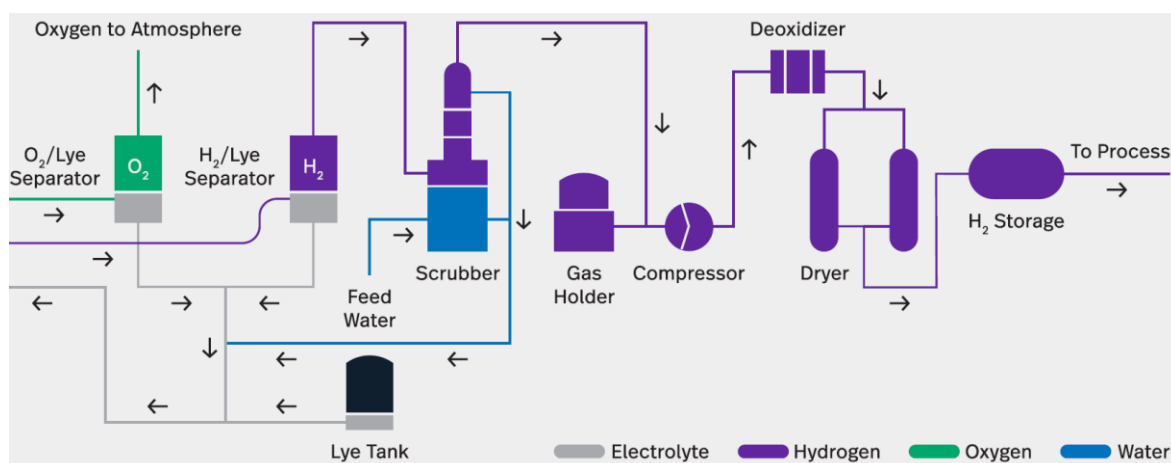 Oxygen to Atmosphere
Deoxidizer
O₂/Lye
Separator
O₂
H₂/Lye
Separator
H₂
To Process
H₂ Storage
Scrubber
Gas
Holder
Compressor
Dryer
Feed
Water
Lye Tank
Electrolyte
Hydrogen
Oxygen
Water